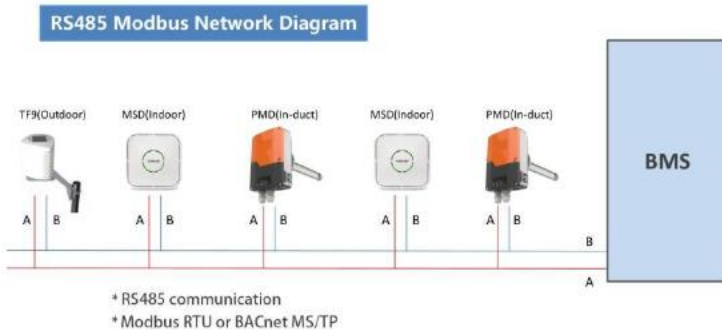 RS485 Modbus Network Diagram
TF9(Outdoor)
MSD(Indoor)
PMD(In-duct)
MSD(Indoor)
PMD(In-duct)
BMS
A B
A B
A B
A B
A B
B
A
* RS485 communication
* Modbus RTU or BACnet MS/TP